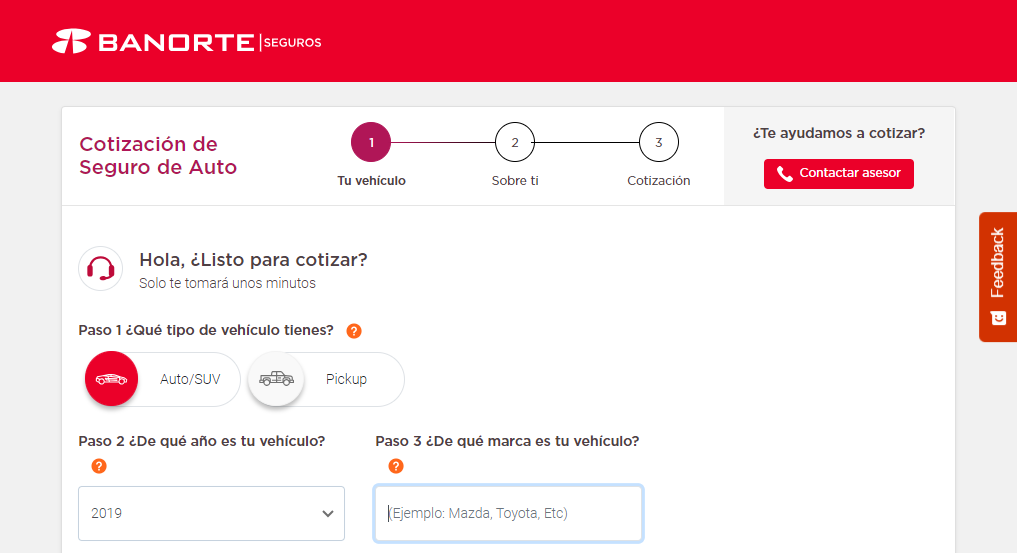 BANORTE | SEGUROS
Cotización de
Seguro de Auto
1
2
3
Tu vehículo
Sobre ti
Cotización
¿Te ayudamos a cotizar?
Contactar asesor
Feedback
Hola, ¿Listo para cotizar?
Solo te tomará unos minutos
Paso 1 ¿Qué tipo de vehículo tienes? ?
Auto/SUV
Pickup
Paso 2 ¿De qué año es tu vehículo?
?
2019
Paso 3 ¿De qué marca es tu vehículo?
?
(Ejemplo: Mazda, Toyota, Etc)